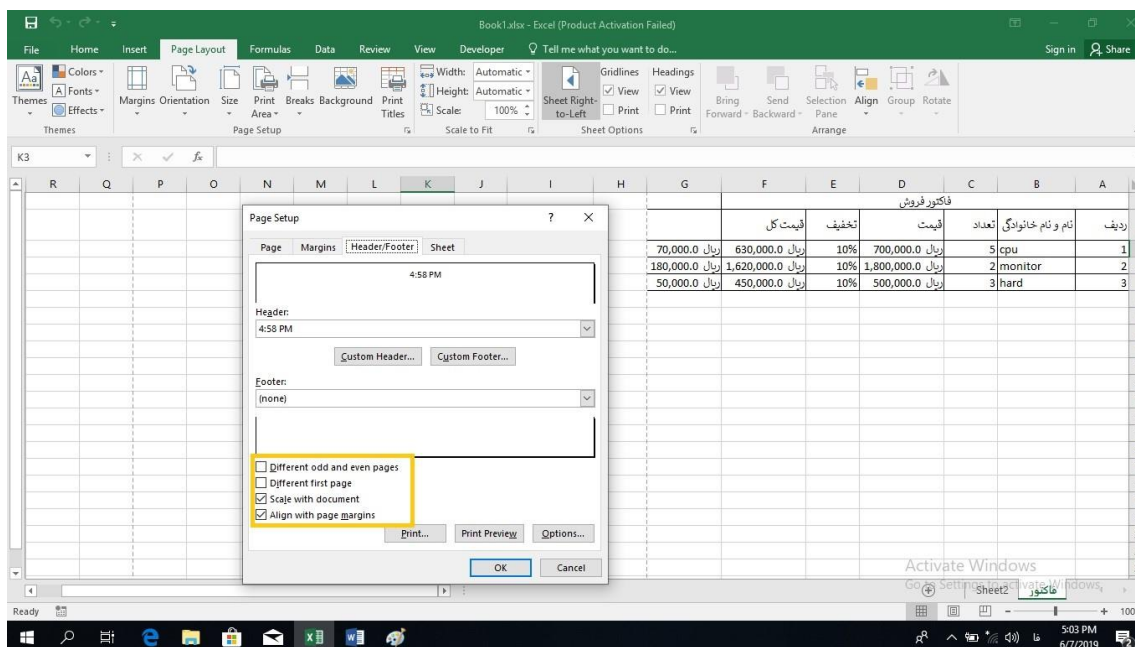 Book1.xlsx - Excel (Product Activation Failed)
File Home Insert Page Layout Formulas Data Review View Developer Tell me what you want to do... Sign in Share
Themes Colors Fonts Effects
Margins Orientation Size Print Area Breaks Background Print Titles
Width: Automatic
Height: Automatic
Scale: 100%
Sheet Right-to-Left
Gridlines View Print
Headings View Print
Bring Forward Send Backward Selection Pane Align Group Rotate
Themes Page Setup Scale to Fit Sheet Options Arrange
K3 fx
R Q P O N M L K J I H G F E D C B A
فاکتور فروش
ردیف نام و نام خانوادگی تعداد قیمت تخفیف قیمت کل
1 cpu 5 ریال 700,000.0 10% ریال 630,000.0 ریال 70,000.0
2 monitor 2 ریال 1,800,000.0 10% ریال 1,620,000.0 ریال 180,000.0
3 hard 3 ریال 500,000.0 10% ریال 450,000.0 ریال 50,000.0
Page Setup ? ×
Page Margins Header/Footer Sheet
4:58 PM
Header:
4:58 PM
Custom Header... Custom Footer...
Footer:
(none)
Different odd and even pages
Different first page
Scale with document
Align with page margins
Print... Print Preview Options...
OK Cancel
Activate Windows
Go to Settings to activate Windows.
Sheet2 فاکتور
Ready 100
فا 5:03 PM
6/7/2019